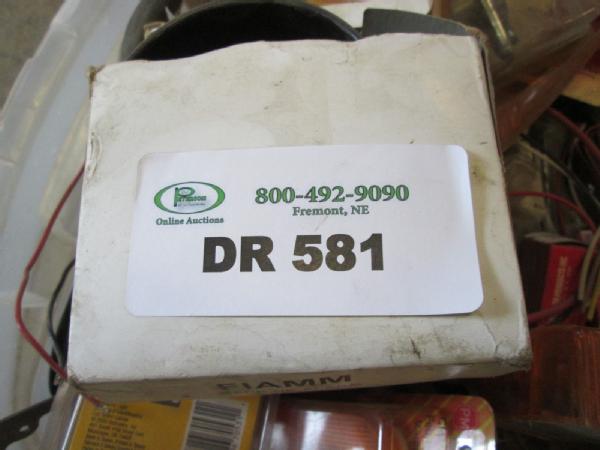 800-492-9090
Fremont, NE
Online Auctions
DR 581
FIAMM